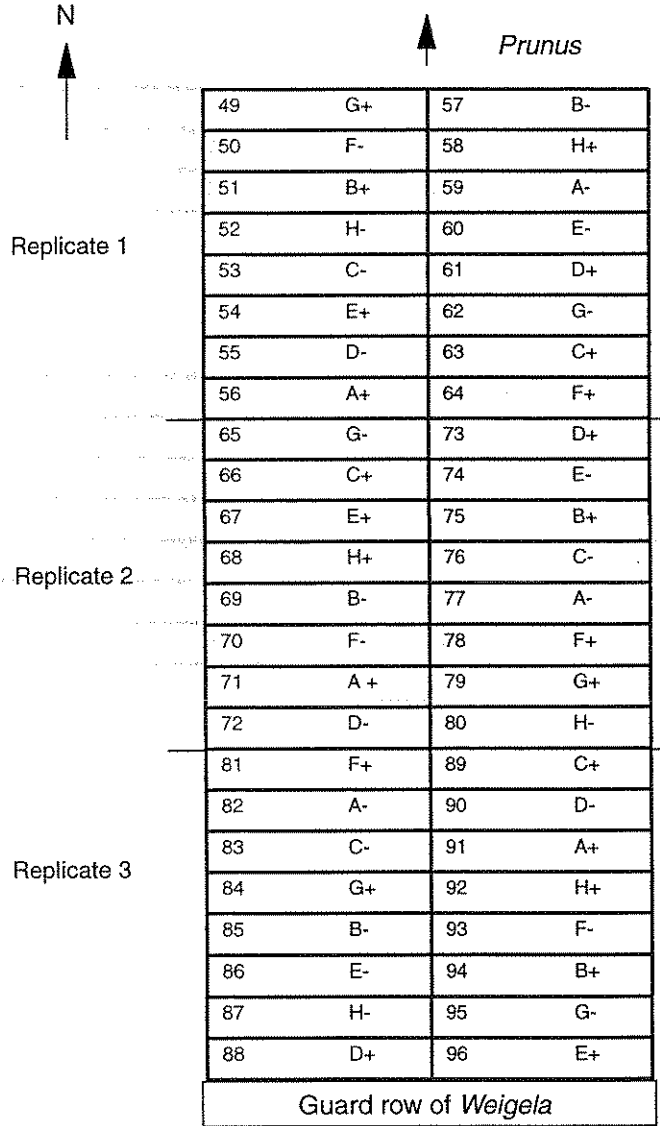 N
Prunus
49 G+ 57 B-
50 F- 58 H+
51 B+ 59 A-
52 H- 60 E-
Replicate 1
53 C- 61 D+
54 E+ 62 G-
55 D- 63 C+
56 A+ 64 F+
65 G- 73 D+
66 C+ 74 E-
67 E+ 75 B+
68 H+ 76 C-
Replicate 2
69 B- 77 A-
70 F- 78 F+
71 A + 79 G+
72 D- 80 H-
81 F+ 89 C+
82 A- 90 D-
83 C- 91 A+
Replicate 3
84 G+ 92 H+
85 B- 93 F-
86 E- 94 B+
87 H- 95 G-
88 D+ 96 E+
Guard row of Weigela